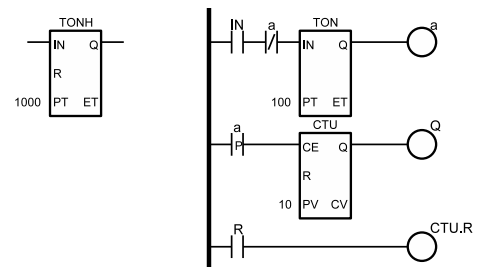 TONH
IN Q
R
1000 PT ET
IN a TON a
IN Q
100 PT ET
a CTU Q
P CE Q
R
10 PV CV
R CTU.R